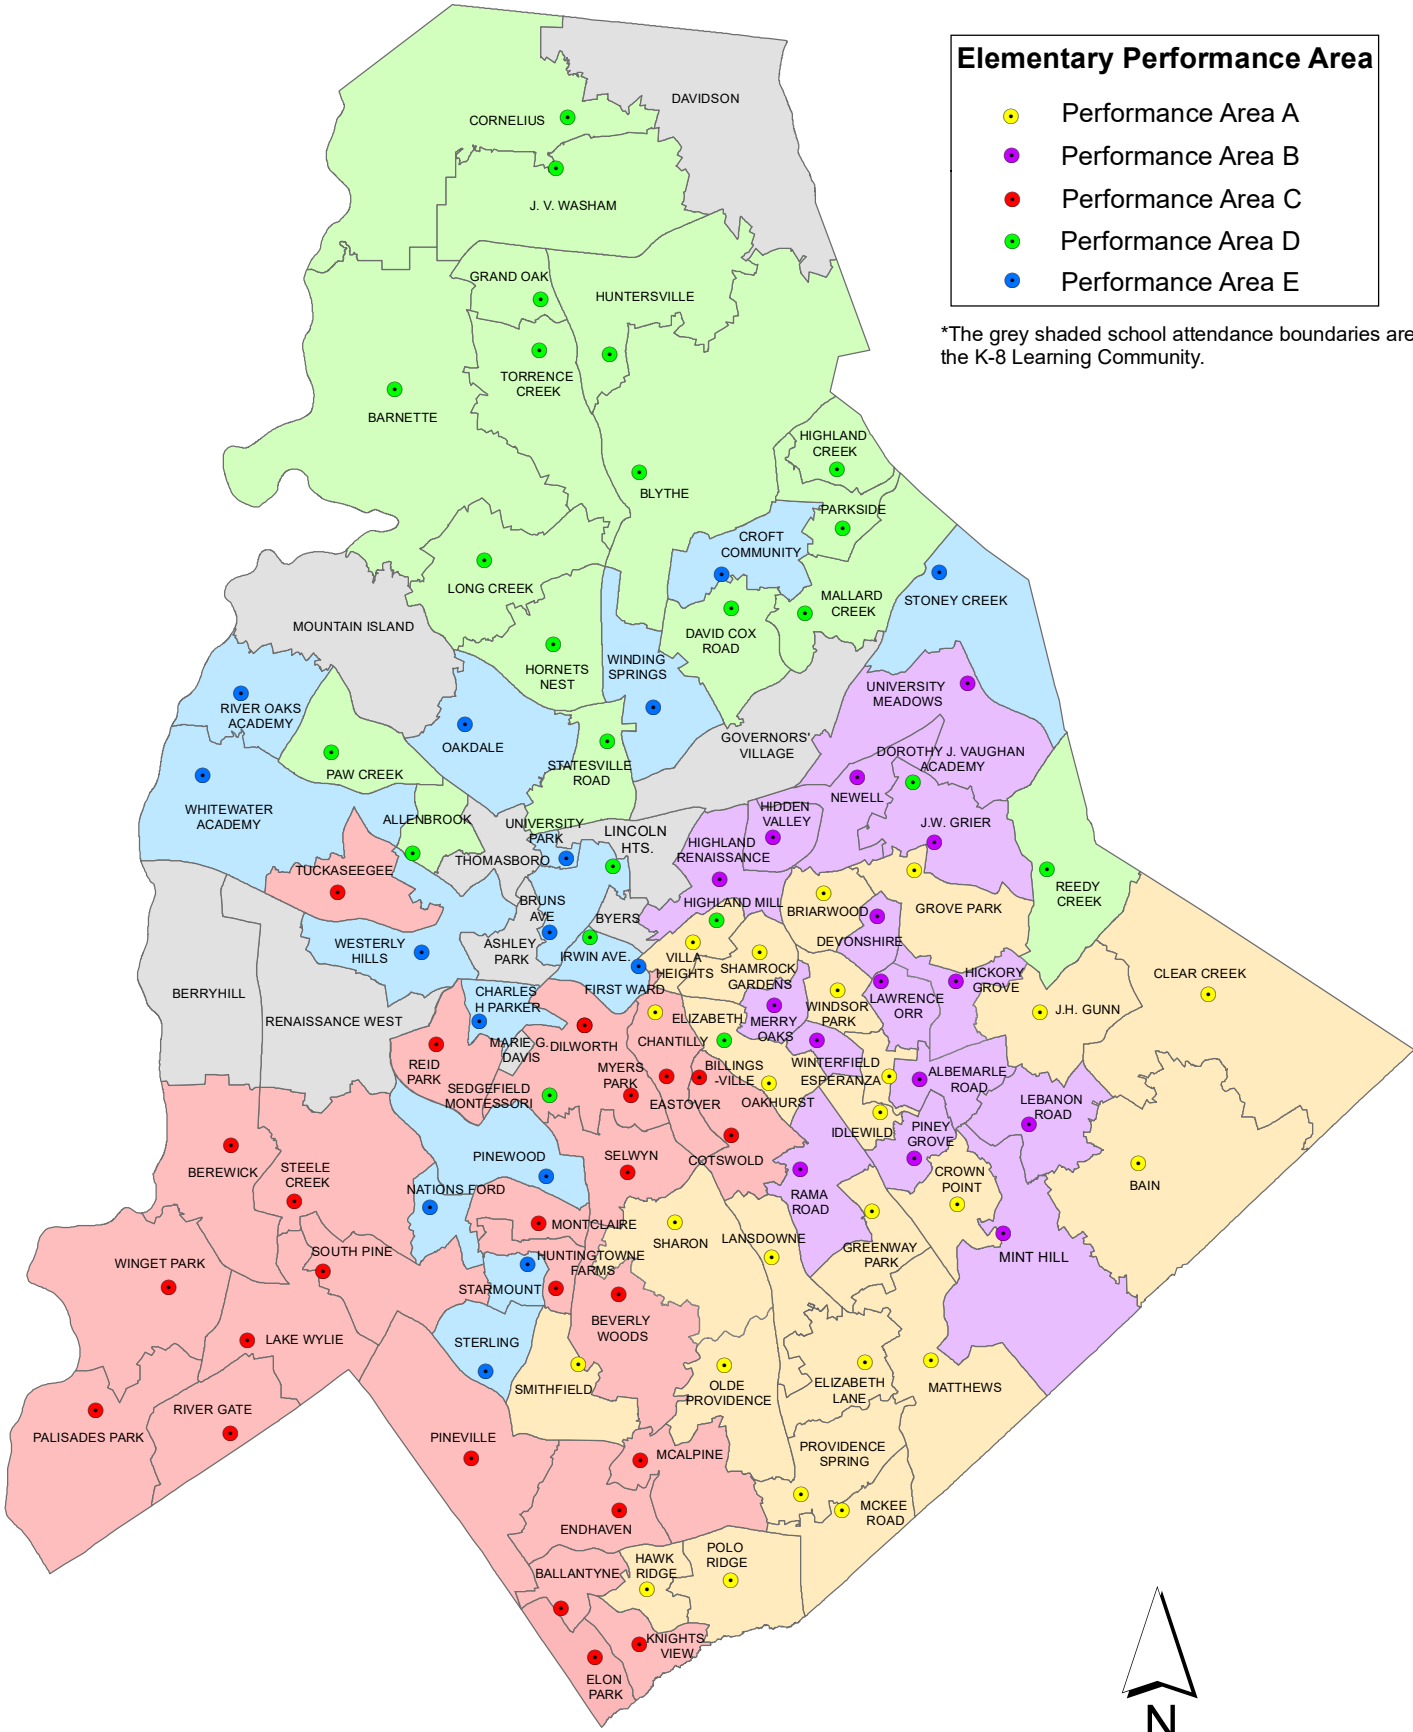 Elementary Performance Area
Performance Area A
Performance Area B
Performance Area C
Performance Area D
Performance Area E
*The grey shaded school attendance boundaries are
the K-8 Learning Community.
DAVIDSON
CORNELIUS
J. V. WASHAM
GRAND OAK
HUNTERSVILLE
TORRENCE
CREEK
BARNETTE
HIGHLAND
CREEK
BLYTHE
PARKSIDE
CROFT
COMMUNITY
LONG CREEK
MALLARD
CREEK
STONEY CREEK
MOUNTAIN ISLAND
DAVID COX
ROAD
HORNETS
NEST
WINDING
SPRINGS
UNIVERSITY
MEADOWS
RIVER OAKS
ACADEMY
OAKDALE
GOVERNORS'
VILLAGE
DOROTHY J. VAUGHAN
ACADEMY
STATESVILLE
ROAD
PAW CREEK
NEWELL
WHITEWATER
ACADEMY
ALLENBROOK
UNIVERSITY
PARK
LINCOLN
HTS.
HIDDEN
VALLEY
J.W. GRIER
HIGHLAND
RENAISSANCE
THOMASBORO
TUCKASEEGEE
REEDY
CREEK
BRUNS
AVE
BYERS
HIGHLAND MILL
BRIARWOOD
GROVE PARK
DEVONSHIRE
WESTERLY
HILLS
ASHLEY
PARK
IRWIN AVE.
VILLA
HEIGHTS
SHAMROCK
GARDENS
HICKORY
GROVE
CLEAR CREEK
BERRYHILL
CHARLES
H PARKER
FIRST WARD
WINDSOR
PARK
LAWRENCE
ORR
J.H. GUNN
RENAISSANCE WEST
ELIZABETH
MERRY
OAKS
MARIE G.
DAVIS
DILWORTH
CHANTILLY
REID
PARK
MYERS
PARK
BILLINGS
-VILLE
WINTERFIELD
ESPERANZA
ALBEMARLE
ROAD
SEDGEFIELD
MONTESSORI
EASTOVER
OAKHURST
LEBANON
ROAD
IDLEWILD
PINEY
GROVE
PINEWOOD
SELWYN
COTSWOLD
BEREWICK
STEELE
CREEK
NATIONS FORD
RAMA
ROAD
CROWN
POINT
BAIN
MONTCLAIRE
SHARON
LANSDOWNE
GREENWAY
PARK
MINT HILL
WINGET PARK
SOUTH PINE
HUNTINGTOWNE
FARMS
STARMOUNT
LAKE WYLIE
STERLING
BEVERLY
WOODS
SMITHFIELD
OLDE
PROVIDENCE
ELIZABETH
LANE
MATTHEWS
RIVER GATE
PALISADES PARK
PINEVILLE
MCALPINE
PROVIDENCE
SPRING
MCKEE
ROAD
ENDHAVEN
POLO
RIDGE
HAWK
RIDGE
BALLANTYNE
KNIGHTS
VIEW
ELON
PARK
N